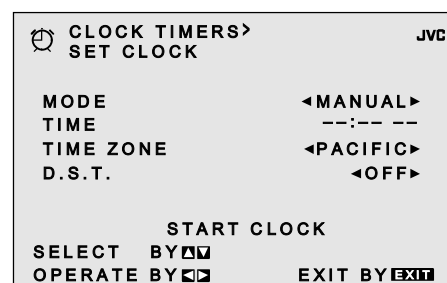 CLOCK TIMERS> JVC
SET CLOCK
MODE ◄MANUAL►
TIME --:-- --
TIME ZONE ◄PACIFIC►
D.S.T. ◄OFF►
START CLOCK
SELECT BY▲▼
OPERATE BY◄► EXIT BY EXIT